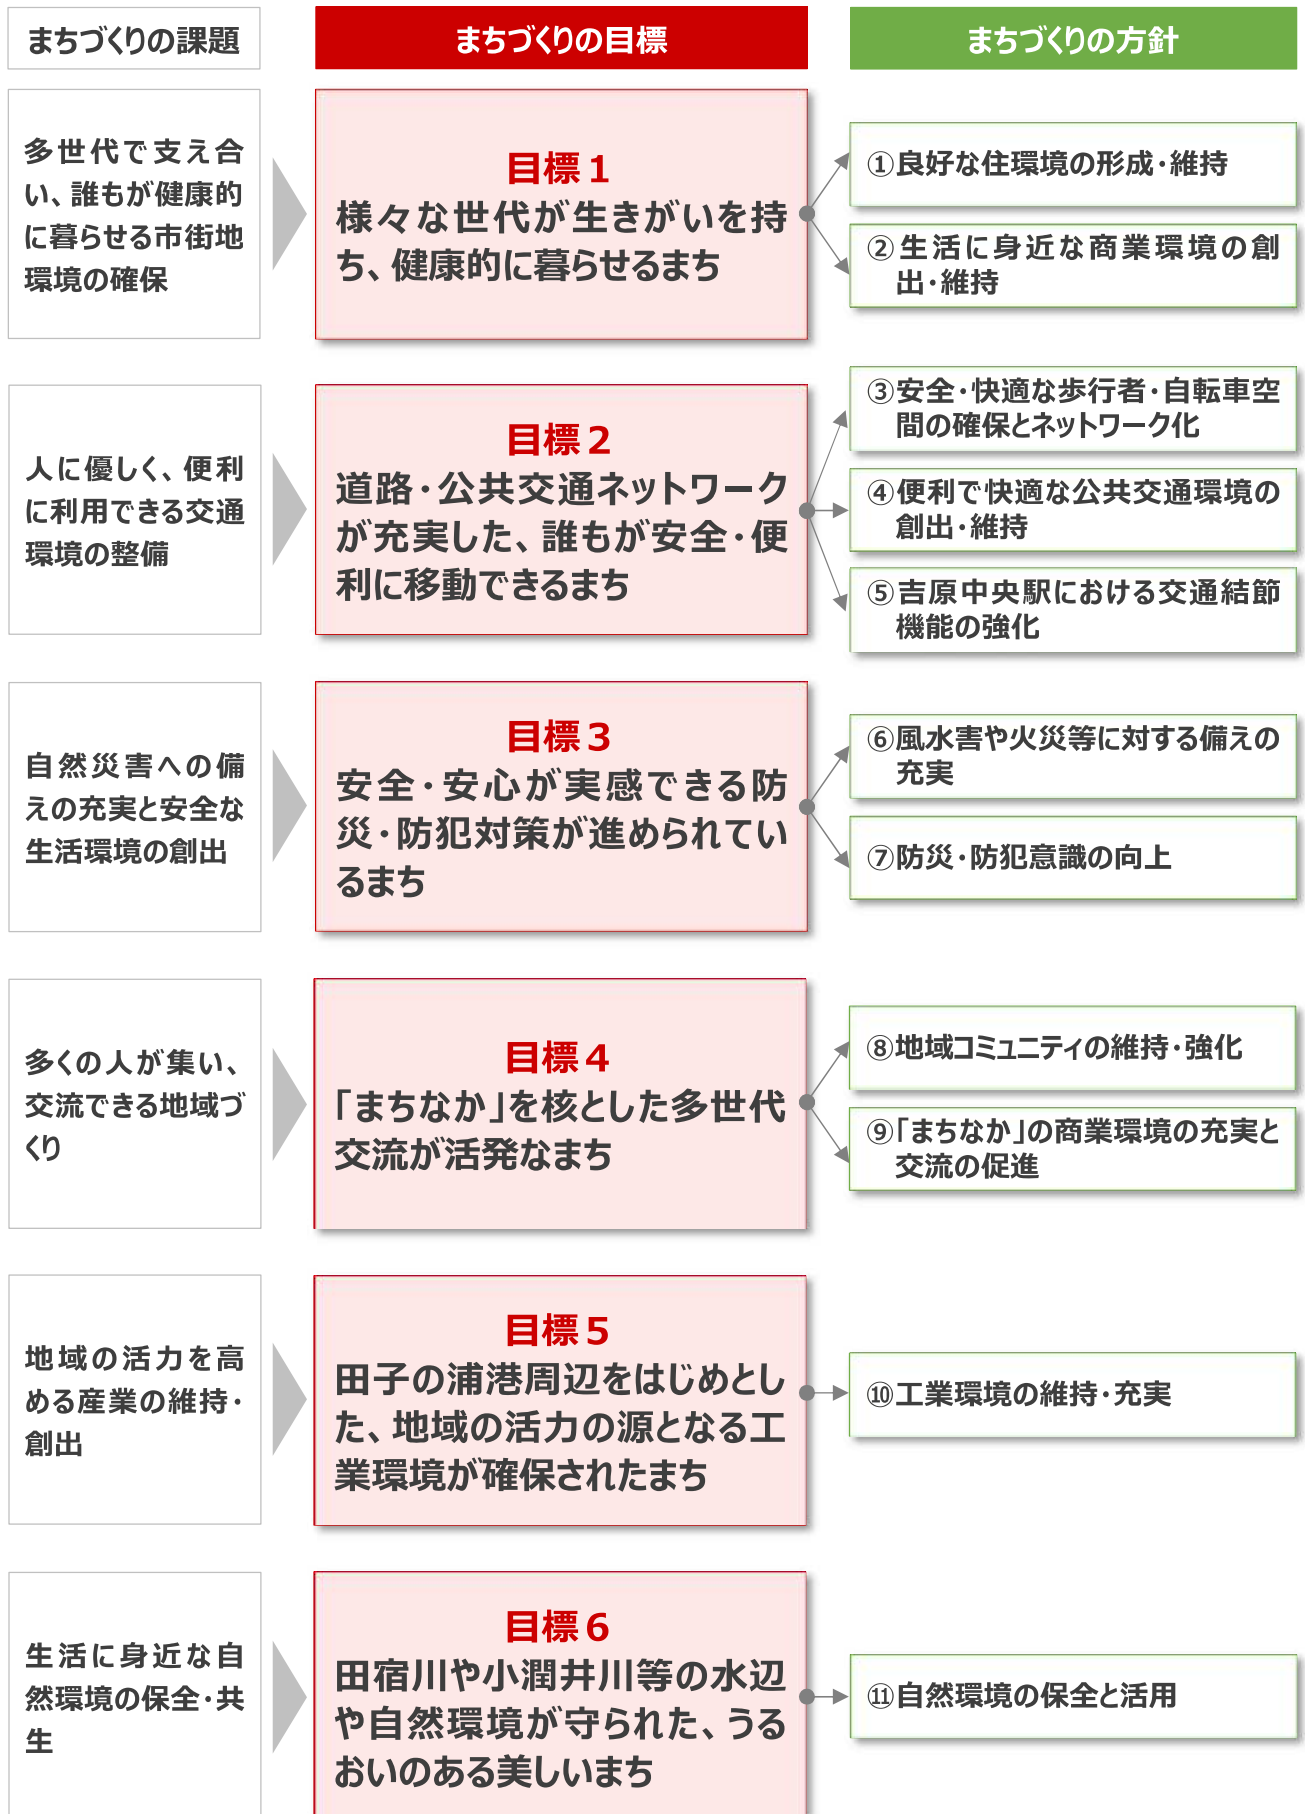 まちづくりの課題
まちづくりの目標
まちづくりの方針
多世代で支え合
い、誰もが健康的
に暮らせる市街地
環境の確保
目標1
様々な世代が生きがいを持
ち、健康的に暮らせるまち
①良好な住環境の形成・維持
②生活に身近な商業環境の創
出・維持
人に優しく、便利
に利用できる交通
環境の整備
目標2
道路・公共交通ネットワーク
が充実した、誰もが安全・便
利に移動できるまち
③安全・快適な歩行者・自転車空
間の確保とネットワーク化
④便利で快適な公共交通環境の
創出・維持
⑤吉原中央駅における交通結節
機能の強化
自然災害への備
えの充実と安全な
生活環境の創出
目標3
安全・安心が実感できる防
災・防犯対策が進められてい
るまち
⑥風水害や火災等に対する備えの
充実
⑦防災・防犯意識の向上
多くの人が集い、
交流できる地域づ
くり
目標4
「まちなか」を核とした多世代
交流が活発なまち
⑧地域コミュニティの維持・強化
⑨「まちなか」の商業環境の充実と
交流の促進
地域の活力を高
める産業の維持・
創出
目標5
田子の浦港周辺をはじめとし
た、地域の活力の源となる工
業環境が確保されたまち
⑩工業環境の維持・充実
生活に身近な自
然環境の保全・共
生
目標6
田宿川や小潤井川等の水辺
や自然環境が守られた、うる
おいのある美しいまち
⑪自然環境の保全と活用